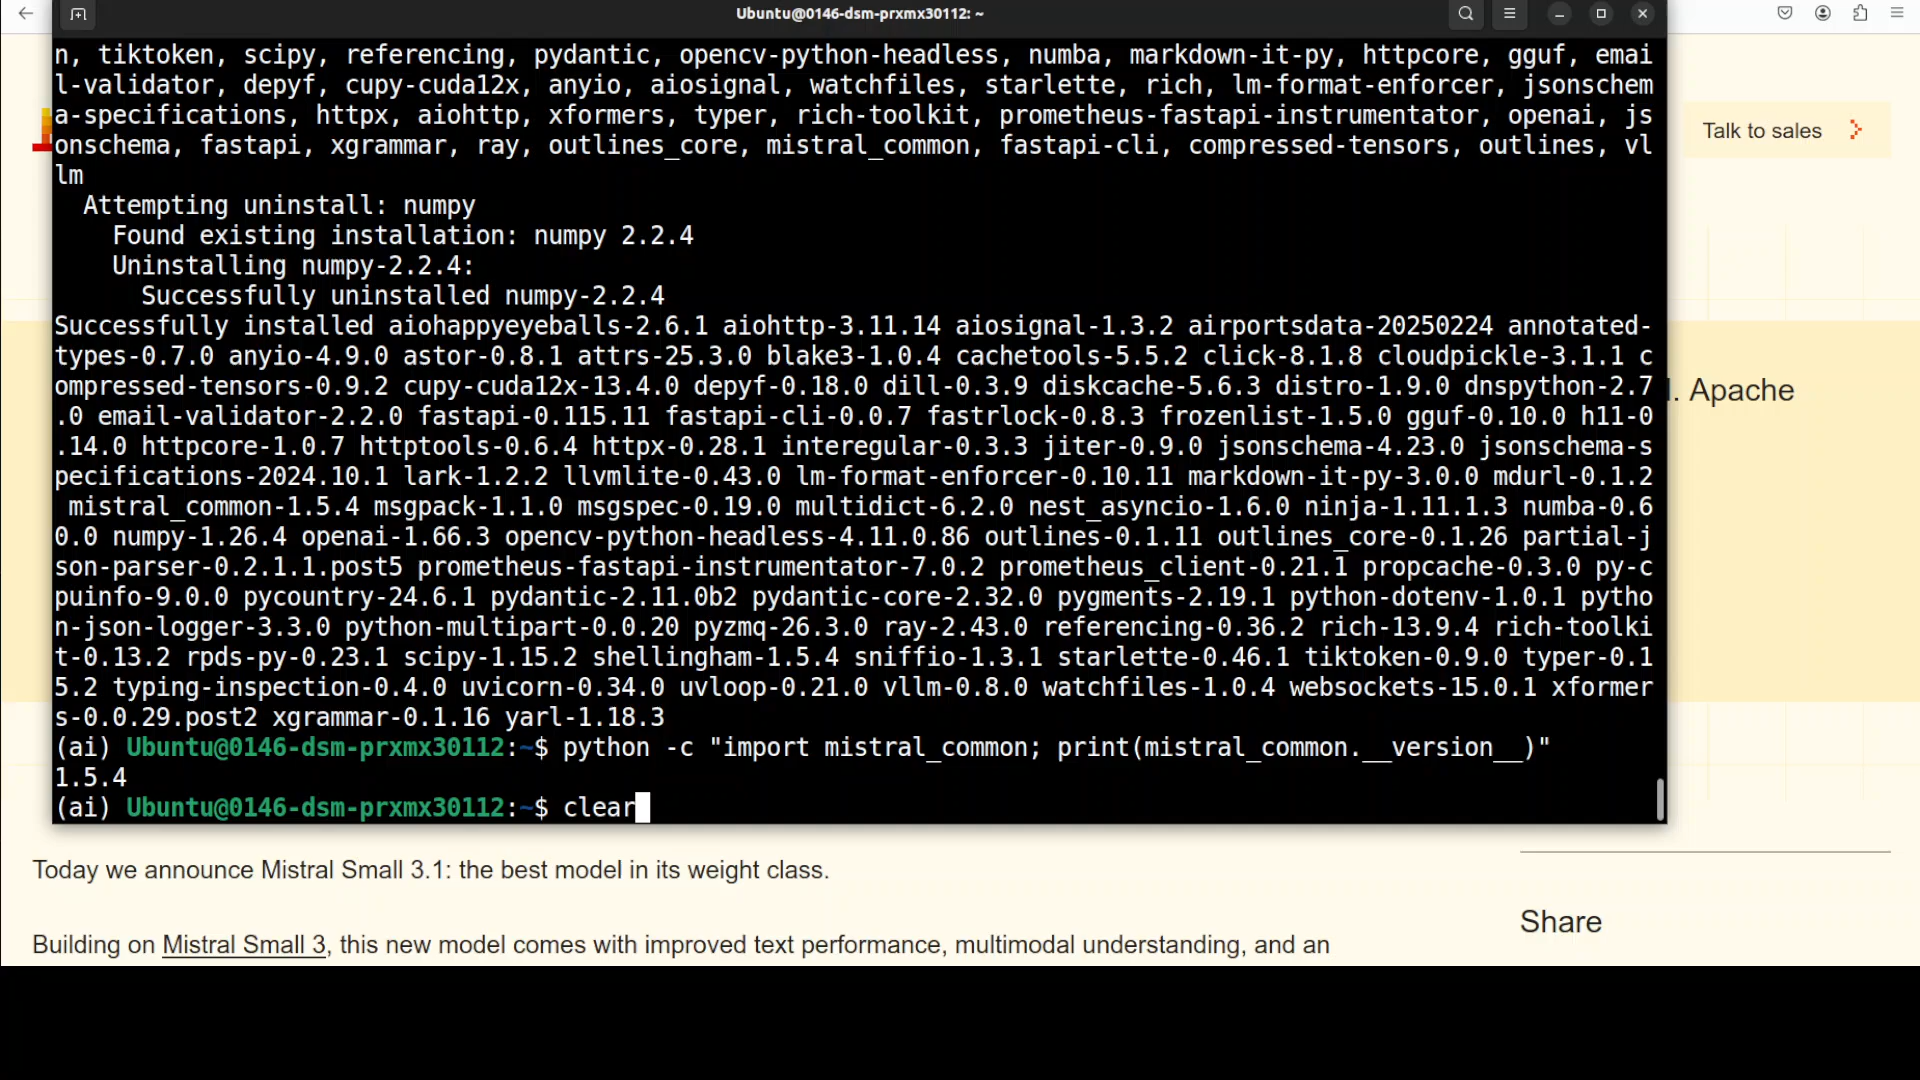 Ubuntu@0146-dsm-prxmx30112: ~
n, tiktoken, scipy, referencing, pydantic, opencv-python-headless, numba, markdown-it-py, httpcore, gguf, emai
l-validator, depyf, cupy-cuda12x, anyio, aiosignal, watchfiles, starlette, rich, lm-format-enforcer, jsonschem
a-specifications, httpx, aiohttp, xformers, typer, rich-toolkit, prometheus-fastapi-instrumentator, openai, js
onschema, fastapi, xgrammar, ray, outlines_core, mistral_common, fastapi-cli, compressed-tensors, outlines, vl
lm
Attempting uninstall: numpy
Found existing installation: numpy 2.2.4
Uninstalling numpy-2.2.4:
Successfully uninstalled numpy-2.2.4
Successfully installed aiohappyeyeballs-2.6.1 aiohttp-3.11.14 aiosignal-1.3.2 airportsdata-20250224 annotated-
types-0.7.0 anyio-4.9.0 astor-0.8.1 attrs-25.3.0 blake3-1.0.4 cachetools-5.5.2 click-8.1.8 cloudpickle-3.1.1 c
ompressed-tensors-0.9.2 cupy-cuda12x-13.4.0 depyf-0.18.0 dill-0.3.9 diskcache-5.6.3 distro-1.9.0 dnspython-2.7
.0 email-validator-2.2.0 fastapi-0.115.11 fastapi-cli-0.0.7 fastrlock-0.8.3 frozenlist-1.5.0 gguf-0.10.0 h11-0
.14.0 httpcore-1.0.7 httptools-0.6.4 httpx-0.28.1 interegular-0.3.3 jiter-0.9.0 jsonschema-4.23.0 jsonschema-s
pecifications-2024.10.1 lark-1.2.2 llvmlite-0.43.0 lm-format-enforcer-0.10.11 markdown-it-py-3.0.0 mdurl-0.1.2
mistral_common-1.5.4 msgpack-1.1.0 msgspec-0.19.0 multidict-6.2.0 nest_asyncio-1.6.0 ninja-1.11.1.3 numba-0.6
0.0 numpy-1.26.4 openai-1.66.3 opencv-python-headless-4.11.0.86 outlines-0.1.11 outlines_core-0.1.26 partial-j
son-parser-0.2.1.1.post5 prometheus-fastapi-instrumentator-7.0.2 prometheus_client-0.21.1 propcache-0.3.0 py-c
puinfo-9.0.0 pycountry-24.6.1 pydantic-2.11.0b2 pydantic-core-2.32.0 pygments-2.19.1 python-dotenv-1.0.1 pytho
n-json-logger-3.3.0 python-multipart-0.0.20 pyzmq-26.3.0 ray-2.43.0 referencing-0.36.2 rich-13.9.4 rich-toolki
t-0.13.2 rpds-py-0.23.1 scipy-1.15.2 shellingham-1.5.4 sniffio-1.3.1 starlette-0.46.1 tiktoken-0.9.0 typer-0.1
5.2 typing-inspection-0.4.0 uvicorn-0.34.0 uvloop-0.21.0 vllm-0.8.0 watchfiles-1.0.4 websockets-15.0.1 xformer
s-0.0.29.post2 xgrammar-0.1.16 yarl-1.18.3
(ai) Ubuntu@0146-dsm-prxmx30112:~$ python -c "import mistral_common; print(mistral_common.__version__)"
1.5.4
(ai) Ubuntu@0146-dsm-prxmx30112:~$ clear
Talk to sales
. Apache
Today we announce Mistral Small 3.1: the best model in its weight class.
Building on Mistral Small 3, this new model comes with improved text performance, multimodal understanding, and an
Share